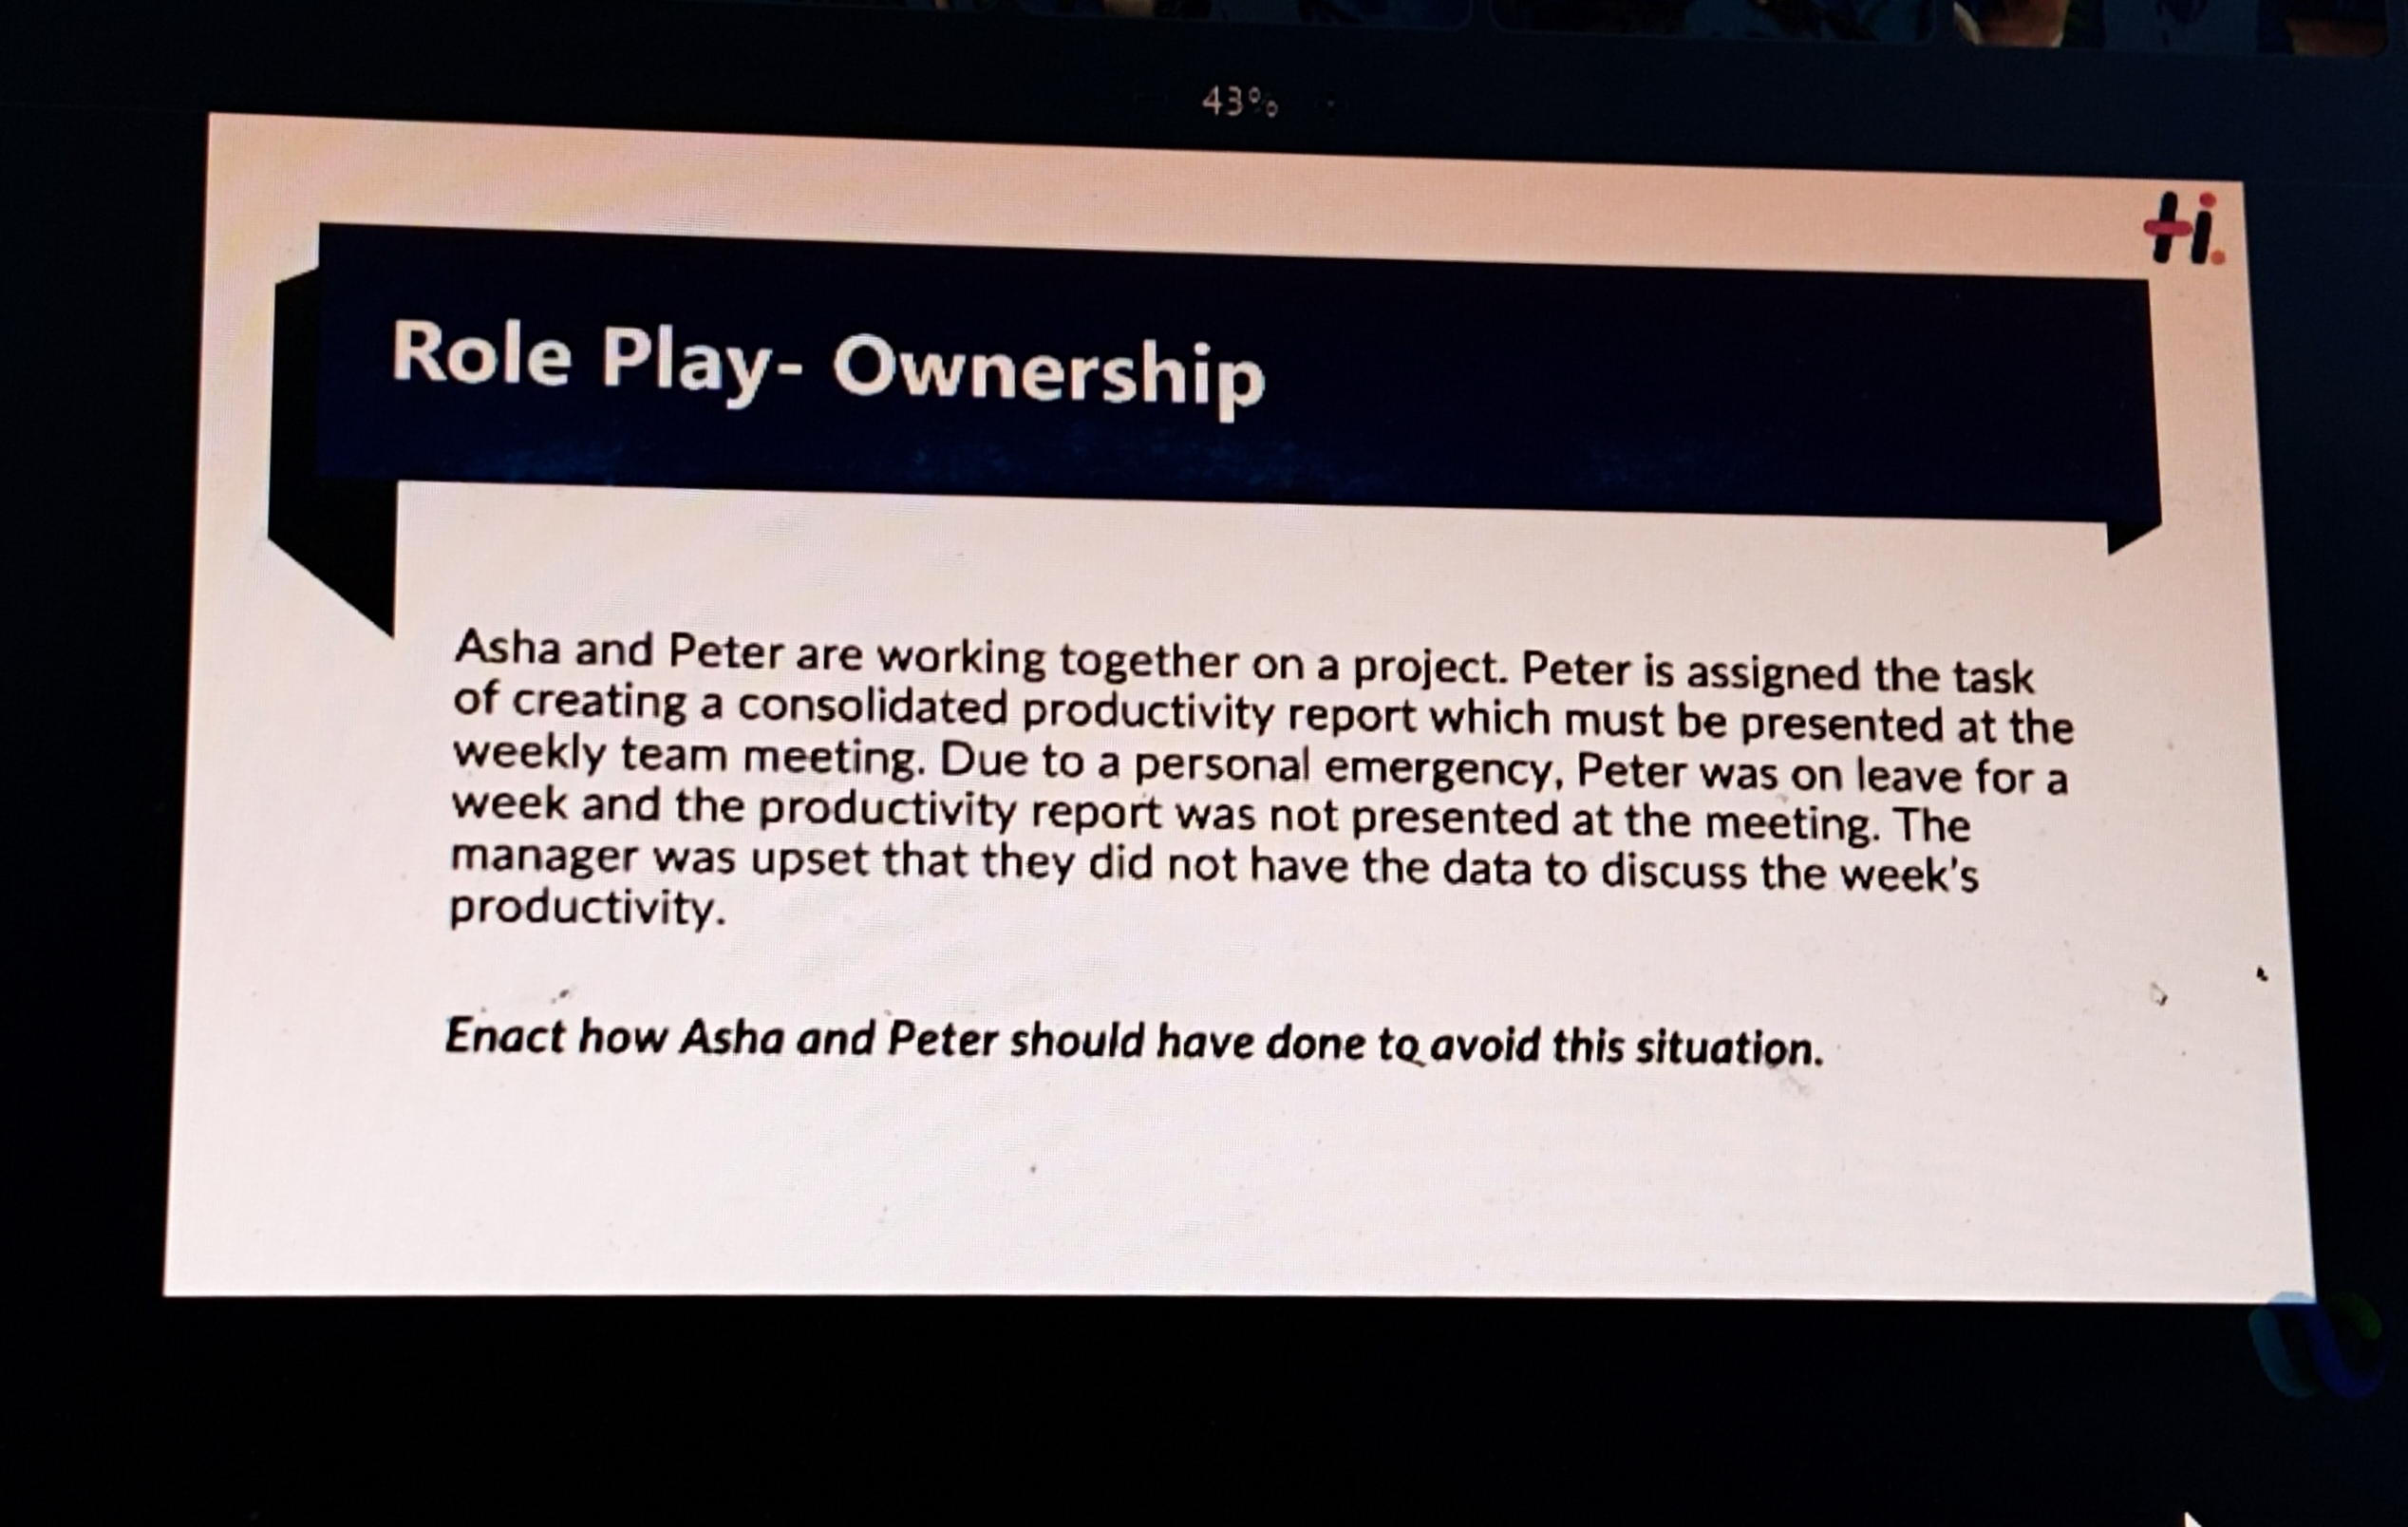 43%
Hi.
Role Play- Ownership
Asha and Peter are working together on a project. Peter is assigned the task
of creating a consolidated productivity report which must be presented at the
weekly team meeting. Due to a personal emergency, Peter was on leave for a
week and the productivity report was not presented at the meeting. The
manager was upset that they did not have the data to discuss the week's
productivity.
Enact how Asha and Peter should have done to avoid this situation.